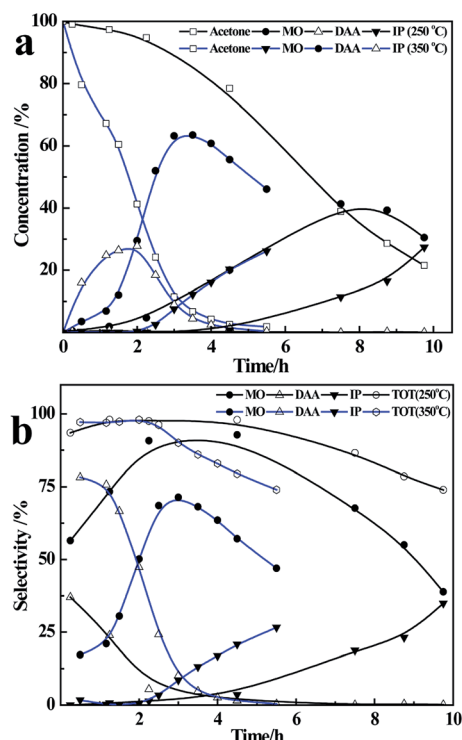 a
Acetone MO DAA IP (250 °C)
Acetone MO DAA IP (350 °C)
100
80
60
40
20
Concentration /%
0 2 4 6 8 10
Time/h
b
MO DAA IP TOT(250°C)
MO DAA IP TOT(350°C)
100
75
50
25
0
Selectivity /%
0 2 4 6 8 10
Time/h